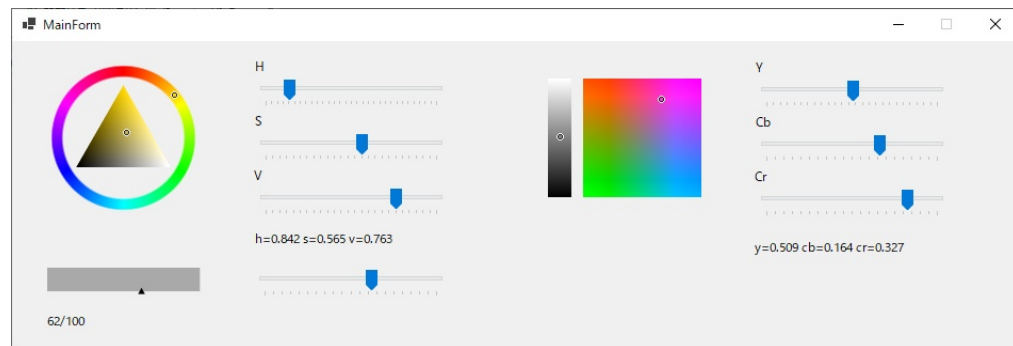 MainForm
H
S
V
h=0.842 s=0.565 v=0.763
62/100
Y
Cb
Cr
y=0.509 cb=0.164 cr=0.327